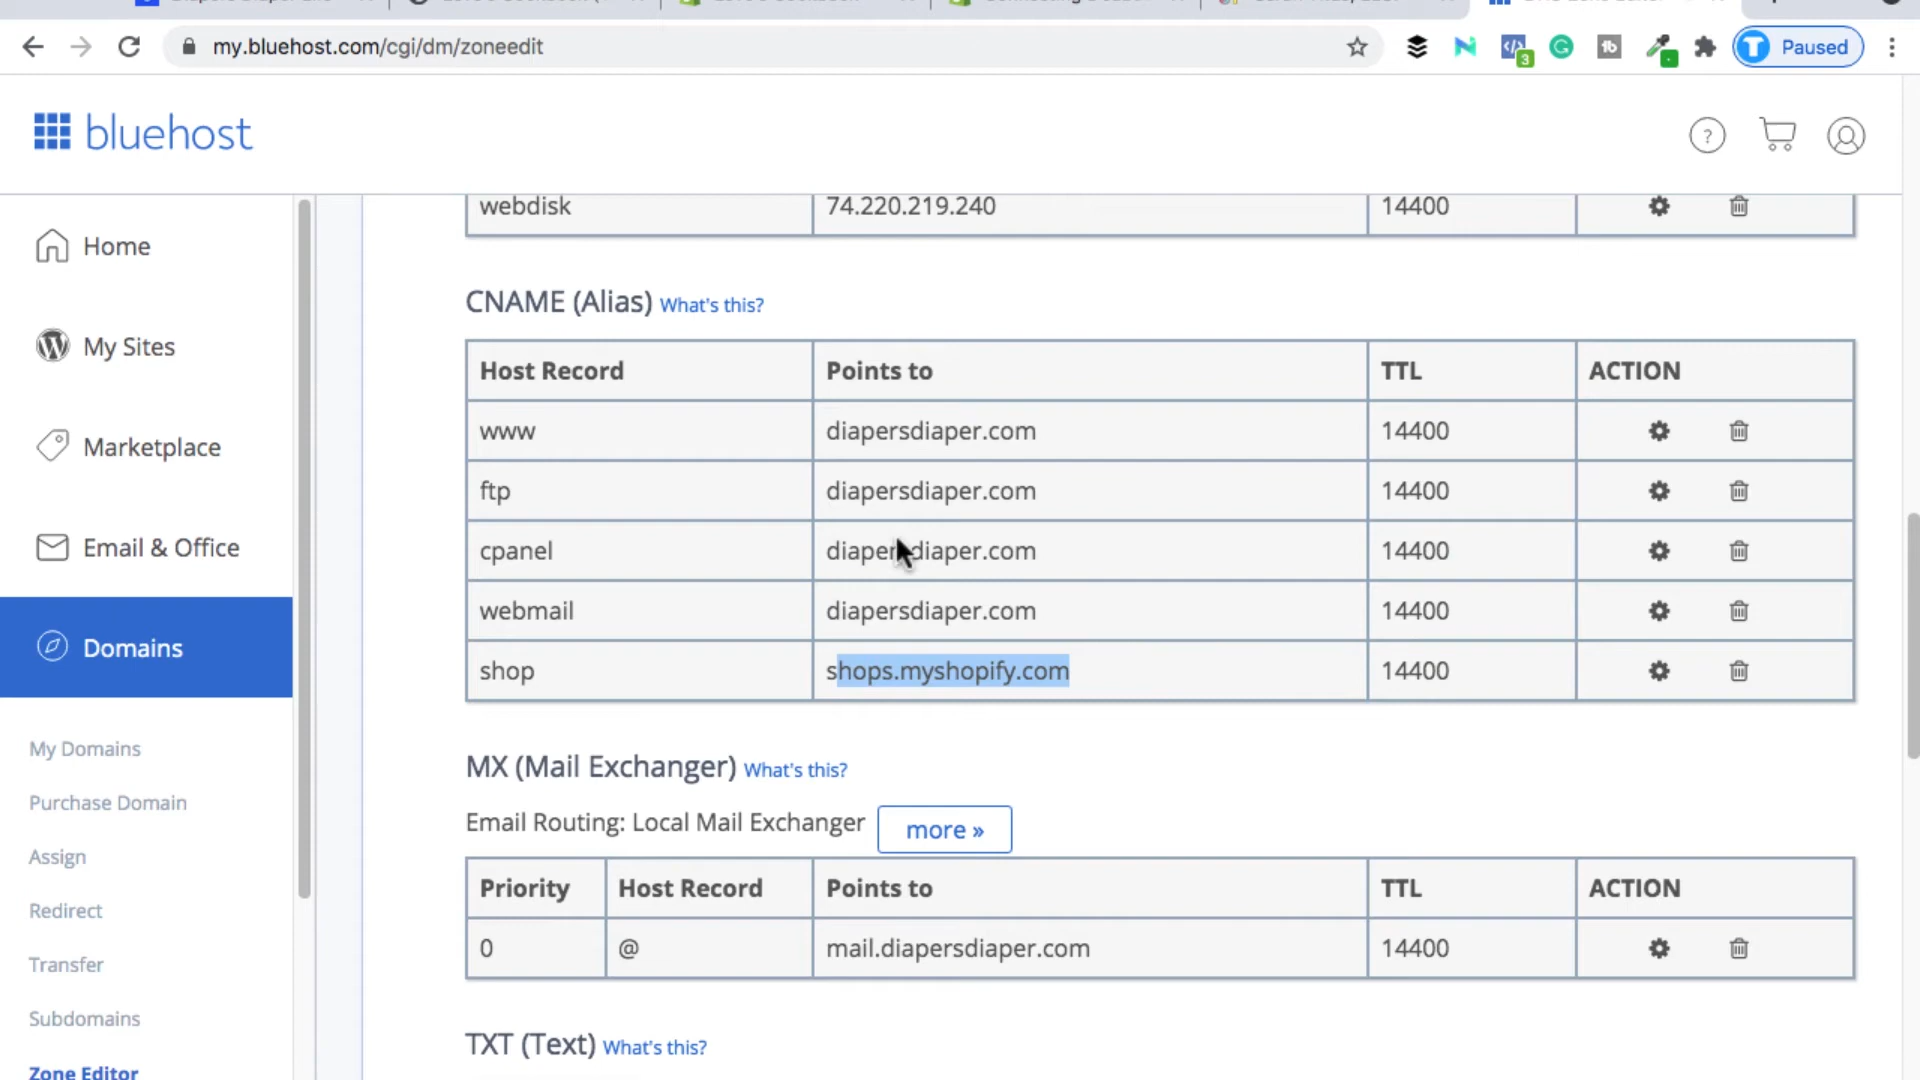 my.bluehost.com/cgi/dm/zoneedit
3
Paused
bluehost
?
webdisk 74.220.219.240 14400
Home
My Sites
Marketplace
Email & Office
Domains
My Domains
Purchase Domain
Assign
Redirect
Transfer
Subdomains
Zone Editor
CNAME (Alias) What's this?
Host Record Points to TTL ACTION
www diapersdiaper.com 14400
ftp diapersdiaper.com 14400
cpanel diapersdiaper.com 14400
webmail diapersdiaper.com 14400
shop shops.myshopify.com 14400
MX (Mail Exchanger) What's this?
Email Routing: Local Mail Exchanger more »
Priority Host Record Points to TTL ACTION
0 @ mail.diapersdiaper.com 14400
TXT (Text) What's this?